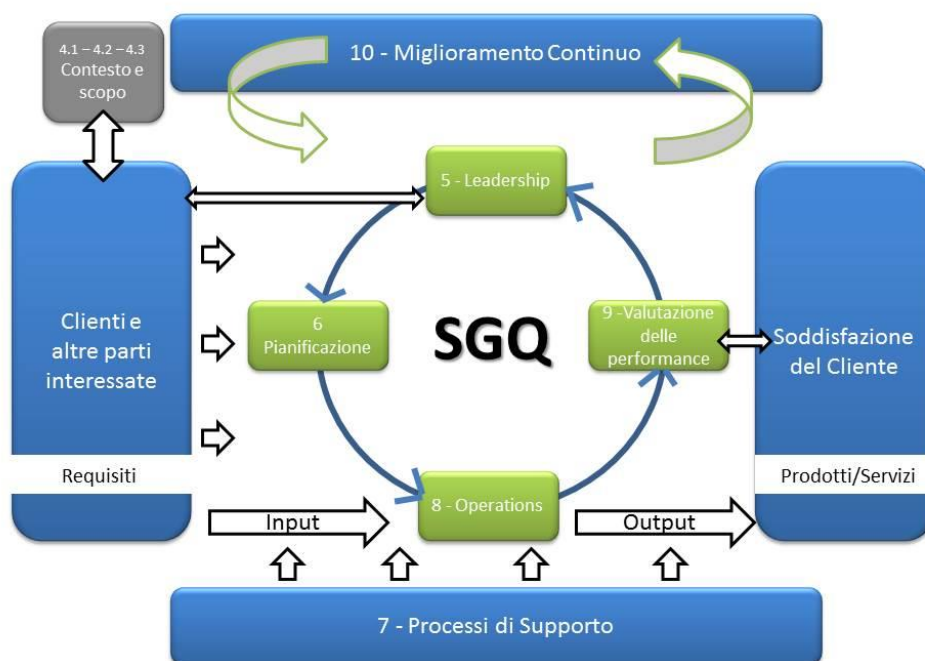 10 - Miglioramento Continuo
4.1 – 4.2 – 4.3
Contesto e
scopo
5 - Leadership
Clienti e
altre parti
interessate
6
Pianificazione
SGQ
9 -Valutazione
delle
performance
Soddisfazione
del Cliente
Requisiti
Prodotti/Servizi
Input
8 - Operations
Output
7 - Processi di Supporto